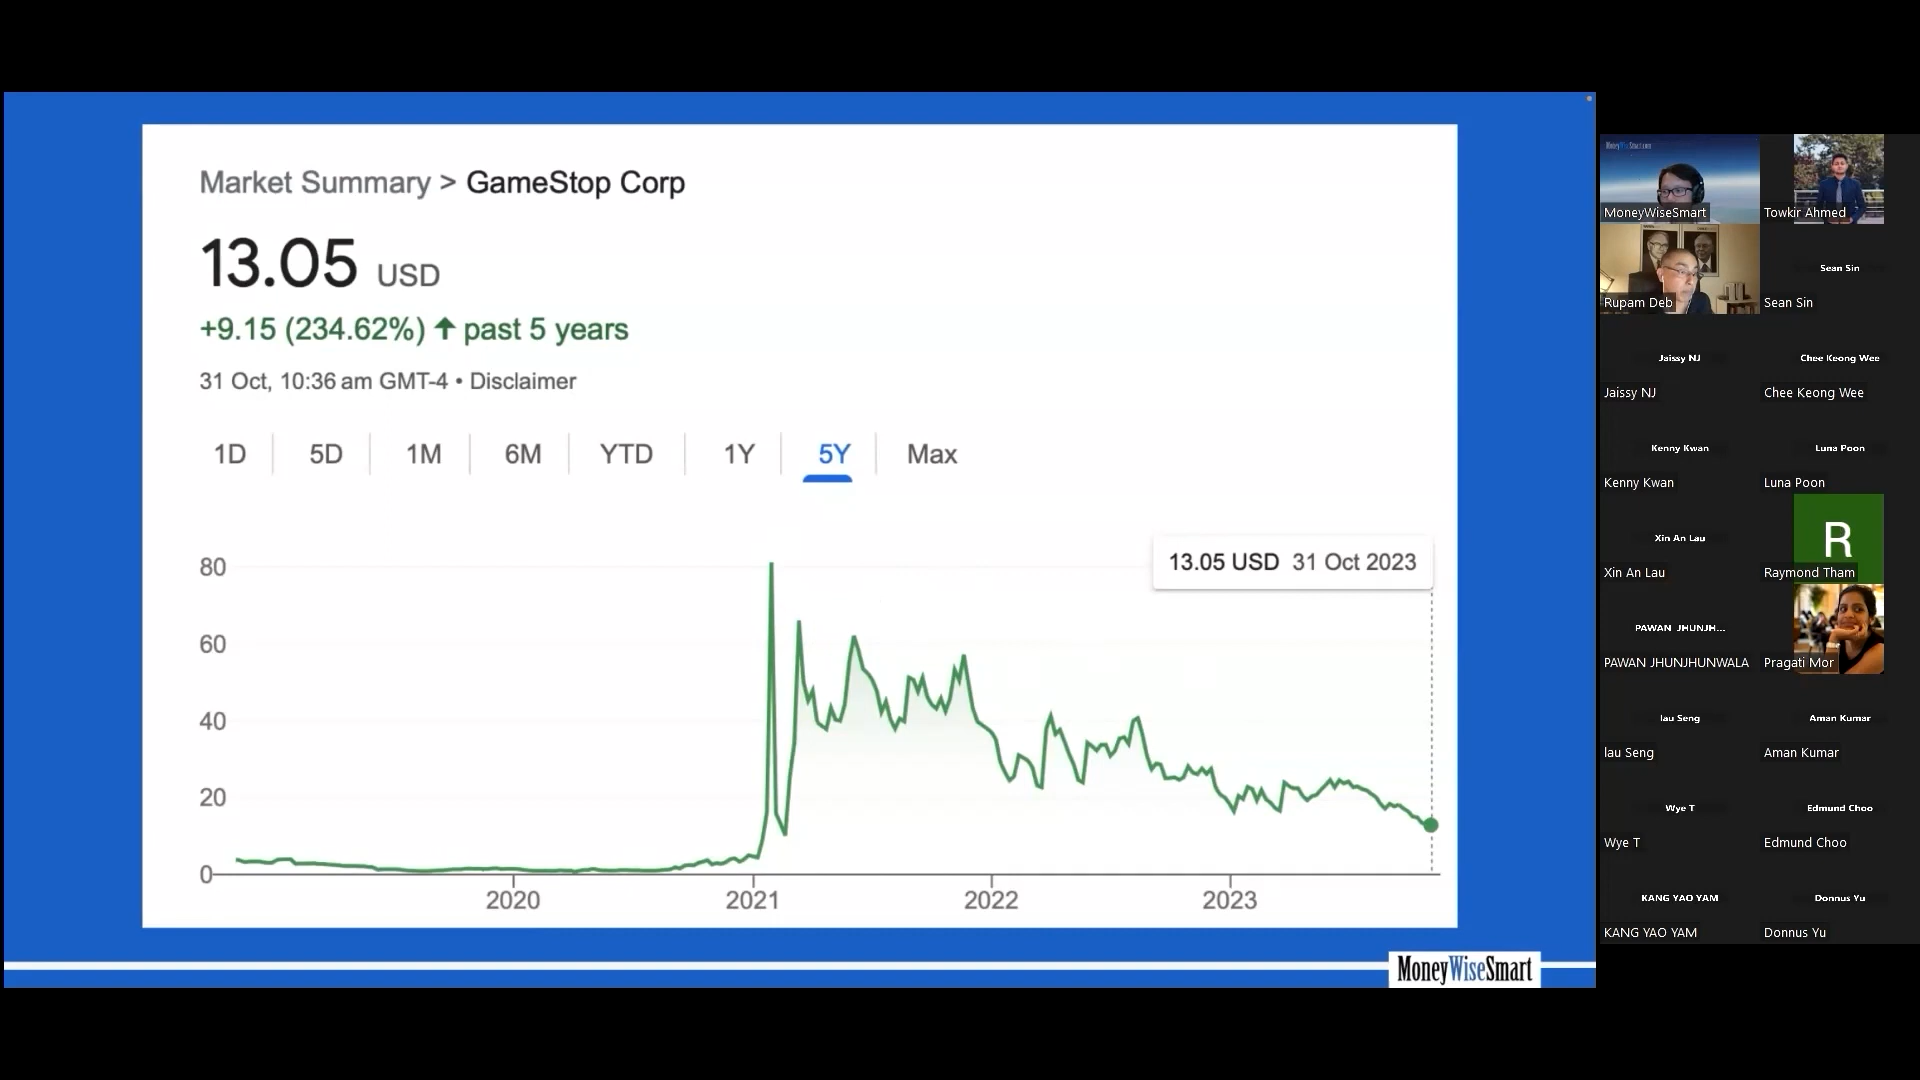 Market Summary > GameStop Corp
13.05 USD
+9.15 (234.62%) ↑ past 5 years
31 Oct, 10:36 am GMT-4 • Disclaimer
1D 5D 1M 6M YTD 1Y 5Y Max
13.05 USD 31 Oct 2023
80
60
40
20
0
2020 2021 2022 2023
MoneyWiseSmart
MoneyWiseSmart.com
MoneyWiseSmart
Towkir Ahmed
Rupam Deb
Sean Sin
Sean Sin
Jaissy NJ
Jaissy NJ
Chee Keong Wee
Chee Keong Wee
Kenny Kwan
Kenny Kwan
Luna Poon
Luna Poon
Xin An Lau
Xin An Lau
R
Raymond Tham
PAWAN JHUNJH...
PAWAN JHUNJHUNWALA
Pragati Mor
lau Seng
lau Seng
Aman Kumar
Aman Kumar
Wye T
Wye T
Edmund Choo
Edmund Choo
KANG YAO YAM
KANG YAO YAM
Donnus Yu
Donnus Yu